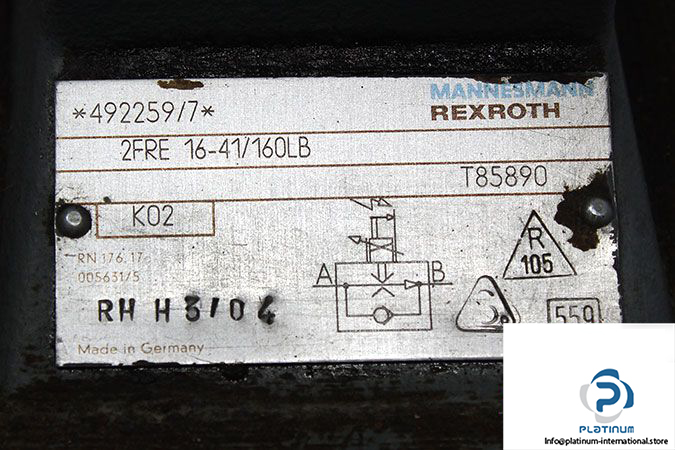 *492259/7*
MANNESMANN
REXROTH
2FRE 16-41/160LB
T85890
K02
RN 176.17
005631/5
RH H 3/04
A
B
R
105
559
Made in Germany
PLATINUM
Info@platinum-international.store